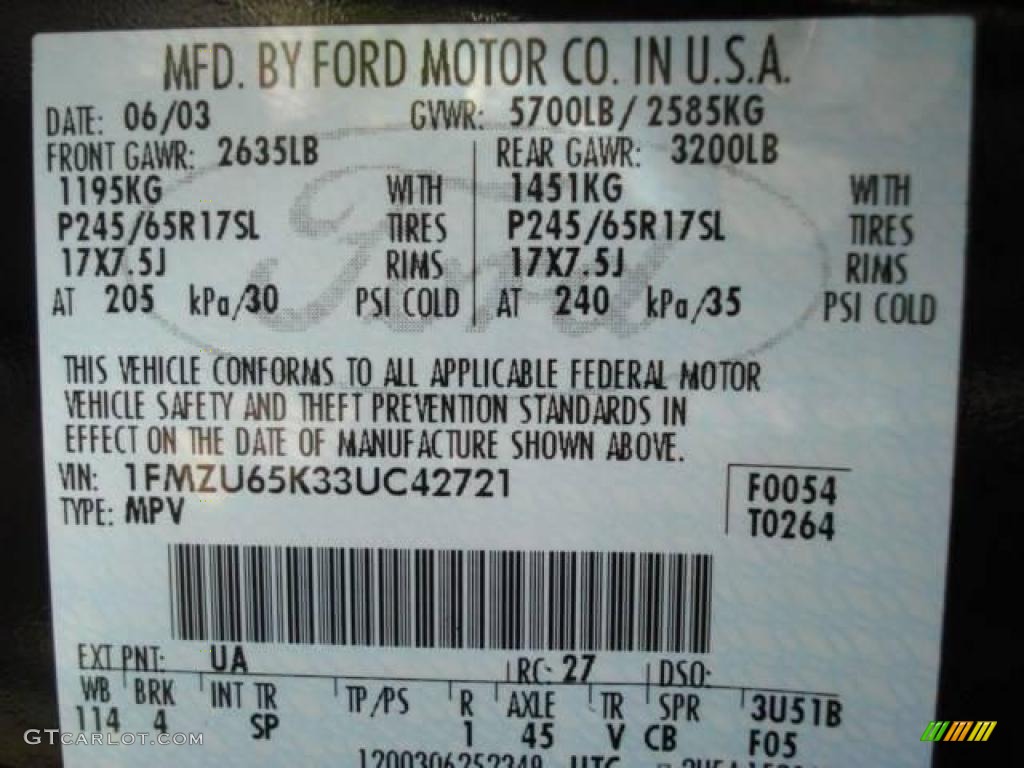 MFD. BY FORD MOTOR CO. IN U.S.A.
DATE: 06/03 GVWR: 5700LB/ 2585KG
FRONT GAWR: 2635LB REAR GAWR: 3200LB
1195KG WITH 1451KG WITH
P245/65R17SL TIRES P245/65R17SL TIRES
17X7.5J RIMS 17X7.5J RIMS
AT 205 kPa/30 PSI COLD AT 240 kPa/35 PSI COLD
Ford
THIS VEHICLE CONFORMS TO ALL APPLICABLE FEDERAL MOTOR
VEHICLE SAFETY AND THEFT PREVENTION STANDARDS IN
EFFECT ON THE DATE OF MANUFACTURE SHOWN ABOVE.
VIN: 1FMZU65K33UC42721
TYPE: MPV
F0054
T0264
EXT PNT: UA RC: 27 DSO:
WB BRK INT TR TP/PS R AXLE TR SPR 3U51B
114 4 SP 1 45 V CB F05
GTCARLOT.COM